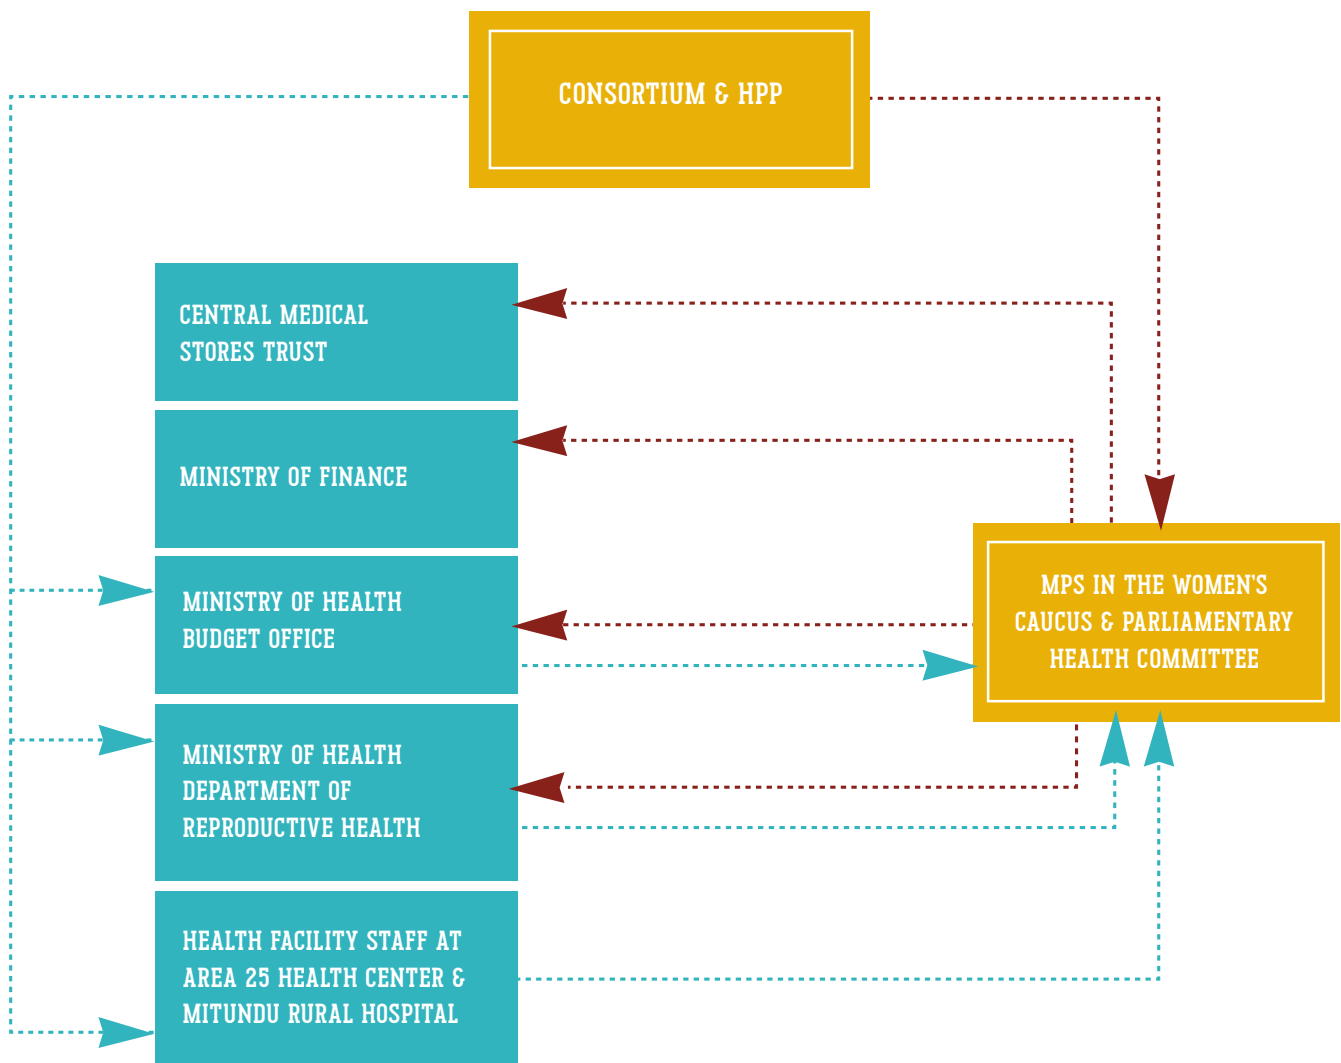 CONSORTIUM & HPP
CENTRAL MEDICAL
STORES TRUST
MINISTRY OF FINANCE
MINISTRY OF HEALTH
BUDGET OFFICE
MPS IN THE WOMEN'S
CAUCUS & PARLIAMENTARY
HEALTH COMMITTEE
MINISTRY OF HEALTH
DEPARTMENT OF
REPRODUCTIVE HEALTH
HEALTH FACILITY STAFF AT
AREA 25 HEALTH CENTER &
MITUNDU RURAL HOSPITAL